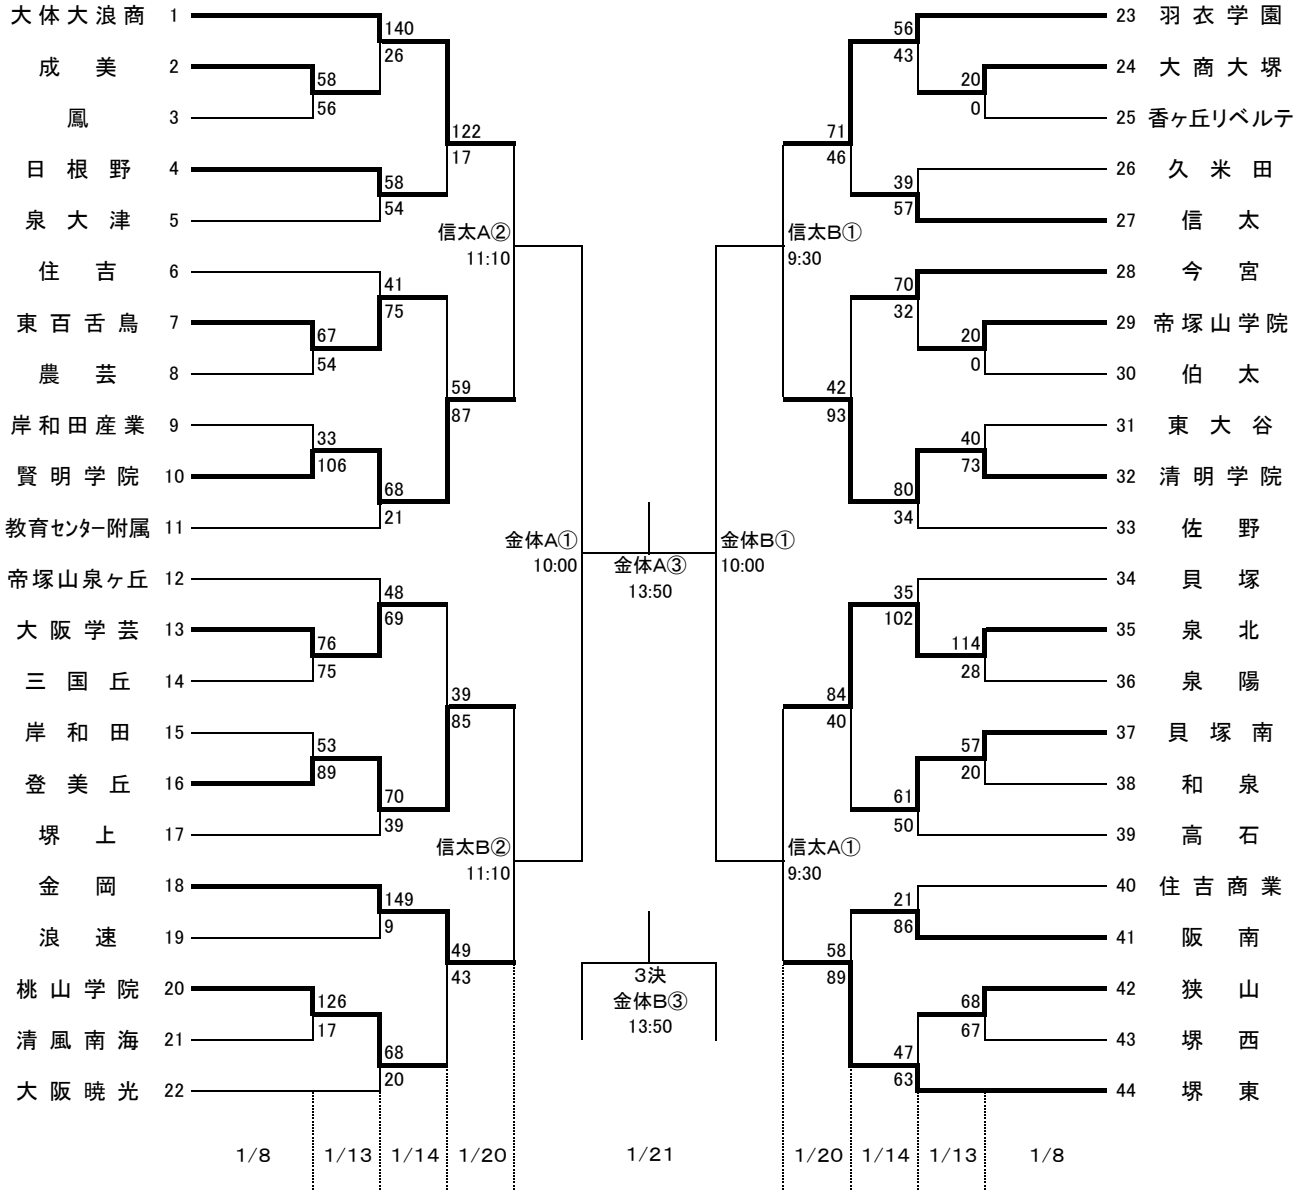 大体大浪商 1
成美 2
鳳 3
日根野 4
泉大津 5
住吉 6
東百舌鳥 7
農芸 8
岸和田産業 9
賢明学院 10
教育センター附属 11
帝塚山泉ヶ丘 12
大阪学芸 13
三国丘 14
岸和田 15
登美丘 16
堺上 17
金岡 18
浪速 19
桃山学院 20
清風南海 21
大阪暁光 22
58
56
67
54
33
106
76
75
53
89
126
17
140
26
58
54
41
75
68
21
48
69
70
39
149
9
68
20
122
17
59
87
39
85
49
43
信太A②
11:10
信太B②
11:10
金体A①
10:00
金体A③
13:50
3決
金体B③
13:50
金体B①
10:00
信太B①
9:30
信太A①
9:30
71
46
42
93
84
40
58
89
56
43
39
57
70
32
80
34
35
102
61
50
21
86
47
63
20
0
20
0
40
73
114
28
57
20
68
67
23 羽衣学園
24 大商大堺
25 香ヶ丘リベルテ
26 久米田
27 信太
28 今宮
29 帝塚山学院
30 伯太
31 東大谷
32 清明学院
33 佐野
34 貝塚
35 泉北
36 泉陽
37 貝塚南
38 和泉
39 高石
40 住吉商業
41 阪南
42 狭山
43 堺西
44 堺東
1/8 1/13 1/14 1/20 1/21 1/20 1/14 1/13 1/8